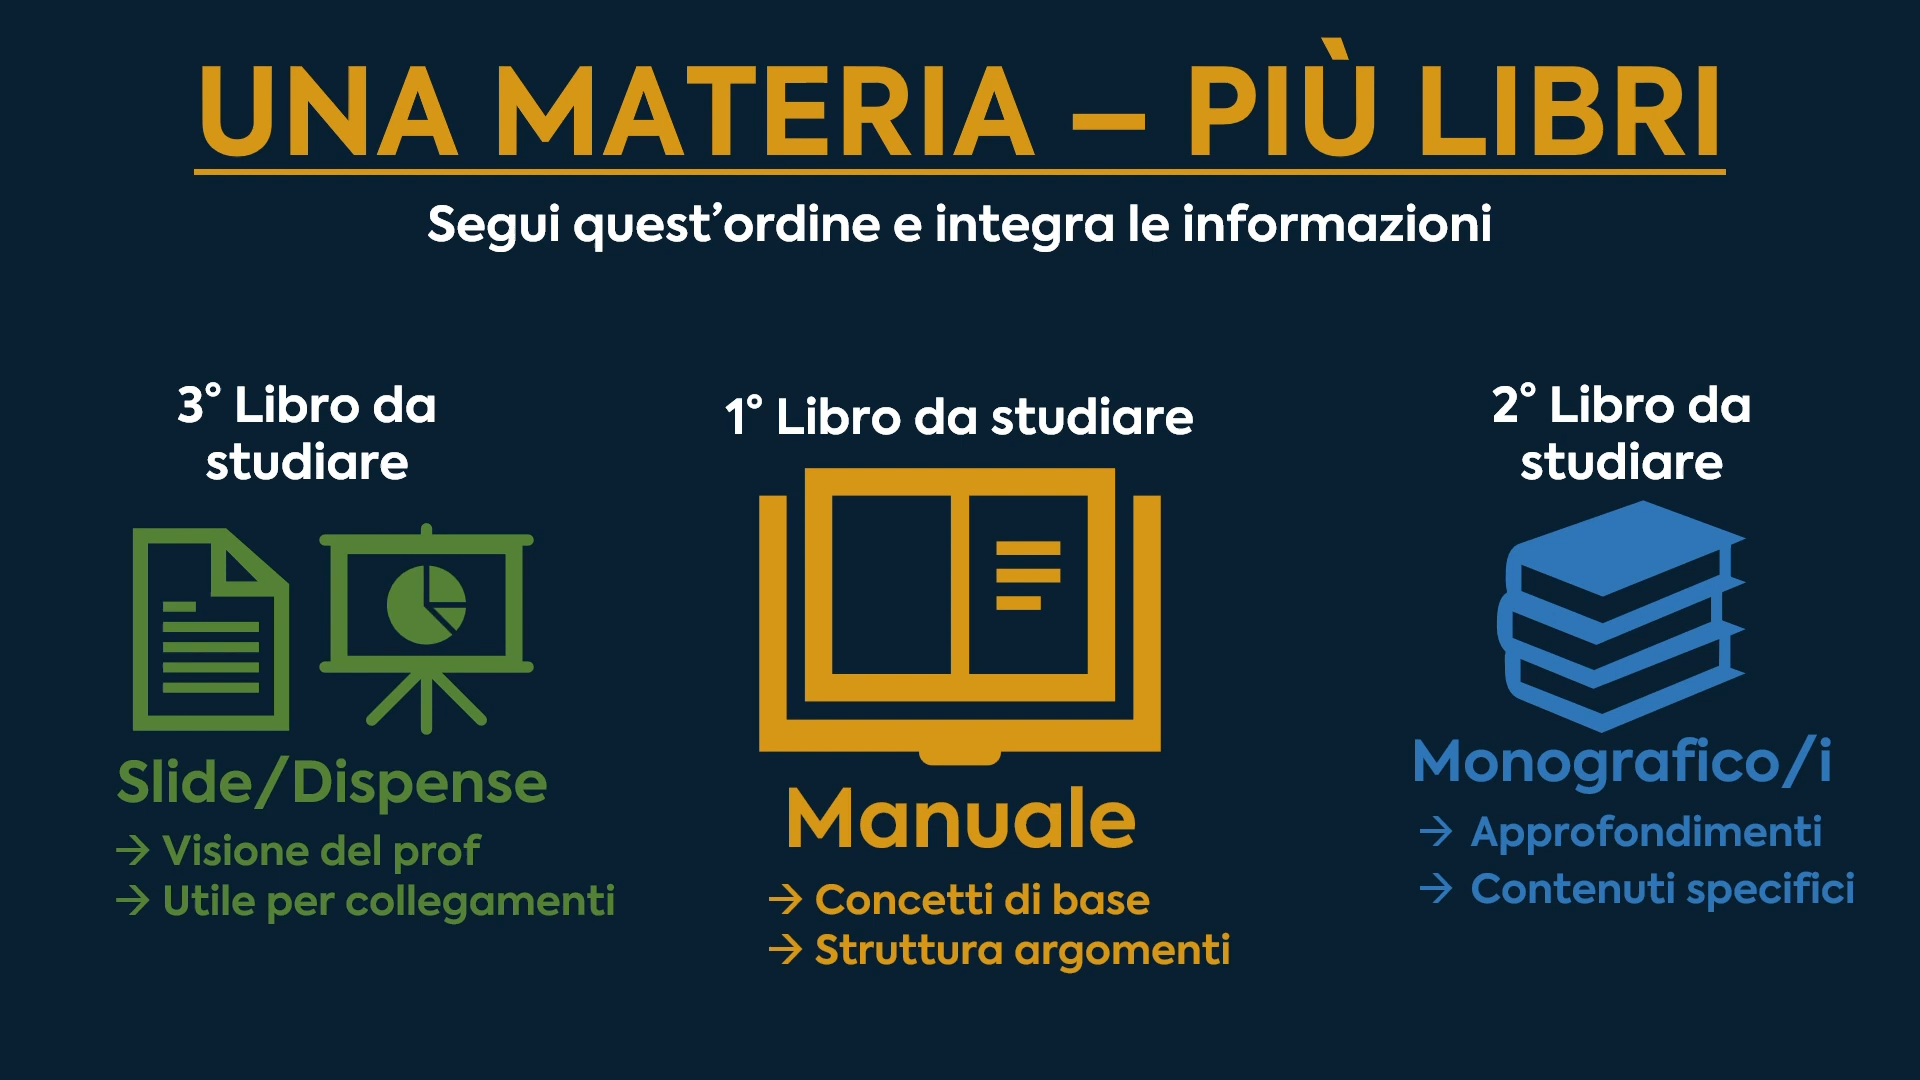 UNA MATERIA – PIÙ LIBRI
Segui quest’ordine e integra le informazioni
3° Libro da
studiare
Slide/Dispense
→ Visione del prof
→ Utile per collegamenti
1° Libro da studiare
Manuale
→ Concetti di base
→ Struttura argomenti
2° Libro da
studiare
Monografico/i
→ Approfondimenti
→ Contenuti specifici